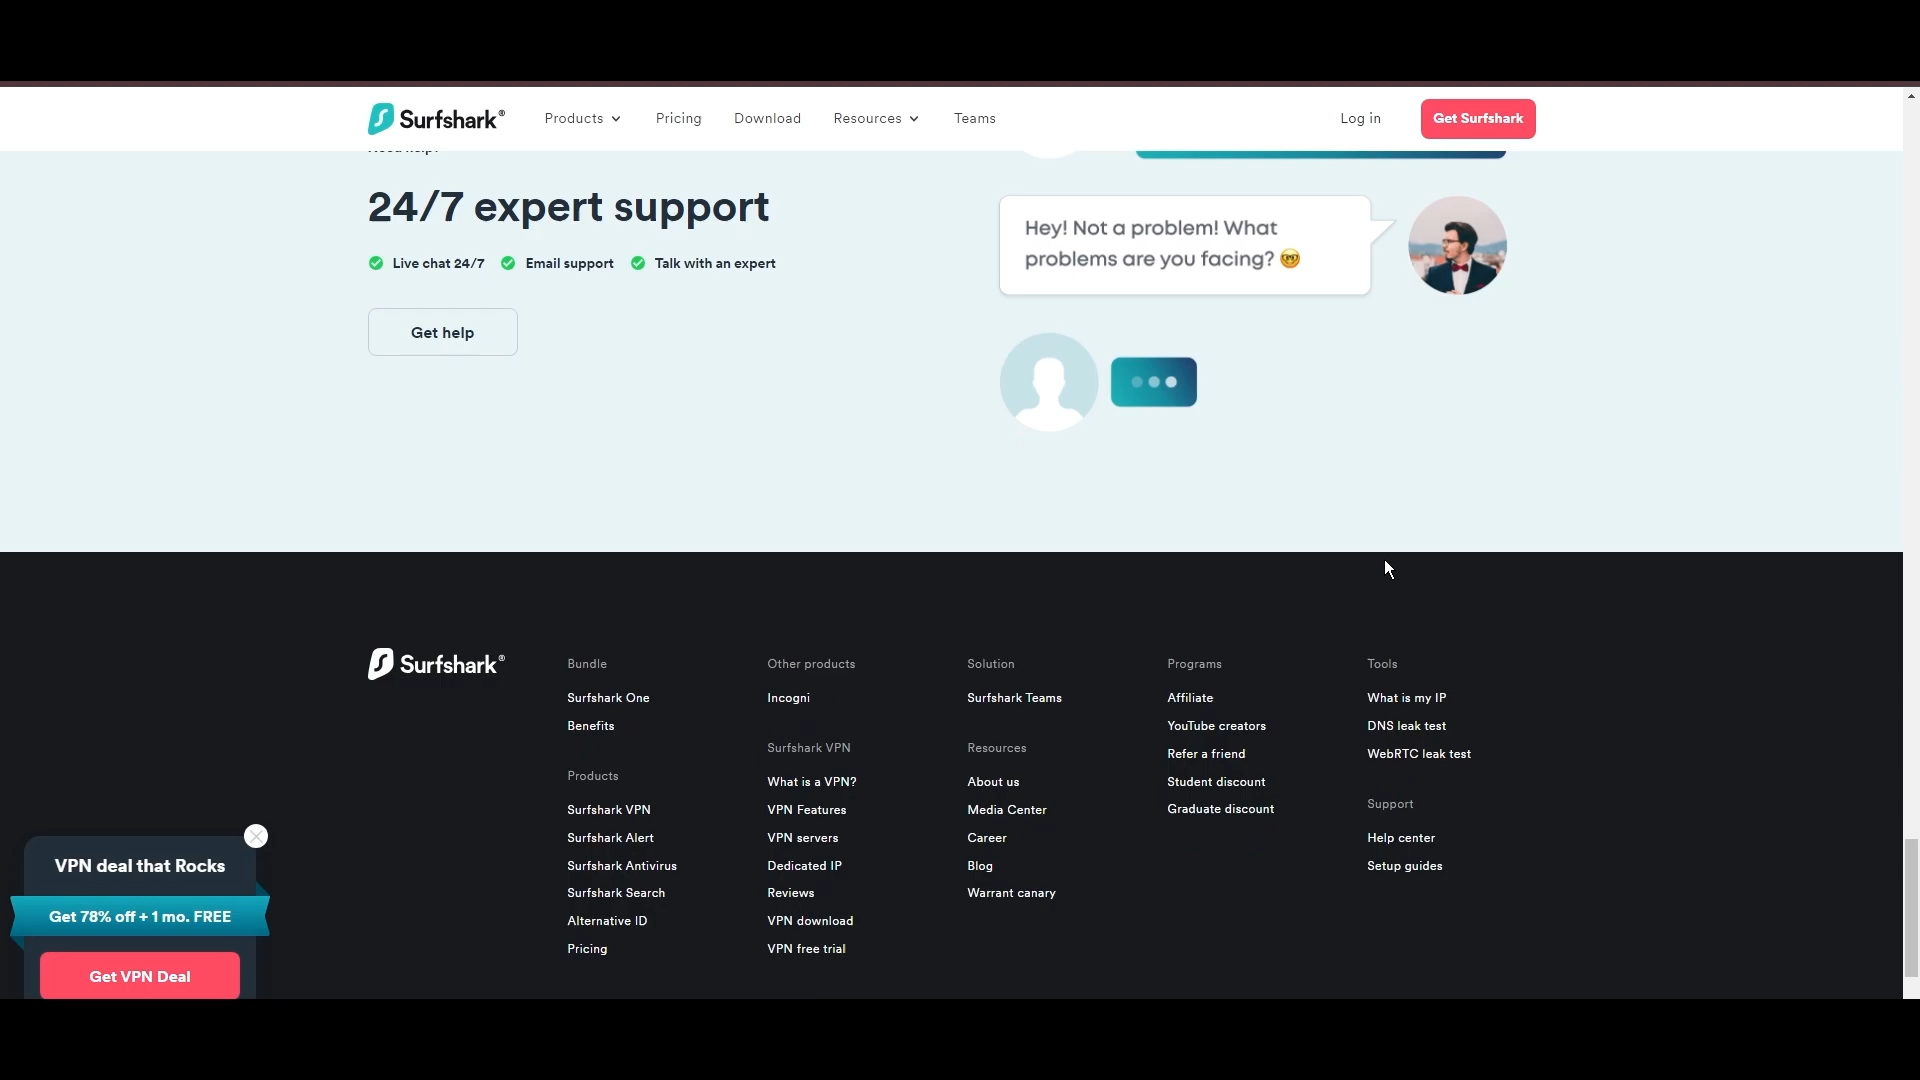 Surfshark®
Products
Pricing
Download
Resources
Teams
Log in
Get Surfshark
24/7 expert support
Live chat 24/7
Email support
Talk with an expert
Get help
Hey! Not a problem! What
problems are you facing? 🤓
Surfshark®
Bundle
Surfshark One
Benefits
Products
Surfshark VPN
Surfshark Alert
Surfshark Antivirus
Surfshark Search
Alternative ID
Pricing
Other products
Incogni
Surfshark VPN
What is a VPN?
VPN Features
VPN servers
Dedicated IP
Reviews
VPN download
VPN free trial
Solution
Surfshark Teams
Resources
About us
Media Center
Career
Blog
Warrant canary
Programs
Affiliate
YouTube creators
Refer a friend
Student discount
Graduate discount
Tools
What is my IP
DNS leak test
WebRTC leak test
Support
Help center
Setup guides
VPN deal that Rocks
Get 78% off + 1 mo. FREE
Get VPN Deal